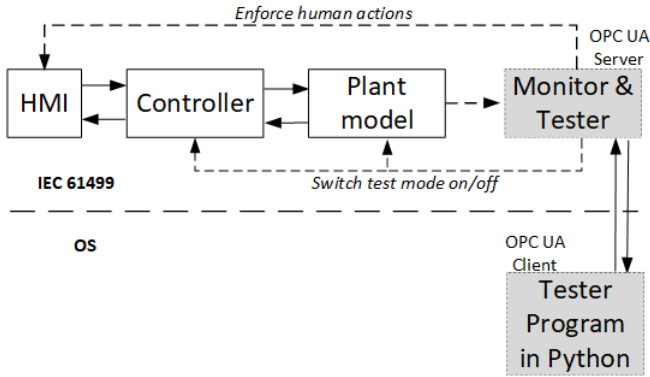 Enforce human actions
OPC UA
Server
HMI
Controller
Plant
model
Monitor &
Tester
IEC 61499
Switch test mode on/off
OS
OPC UA
Client
Tester
Program
in Python